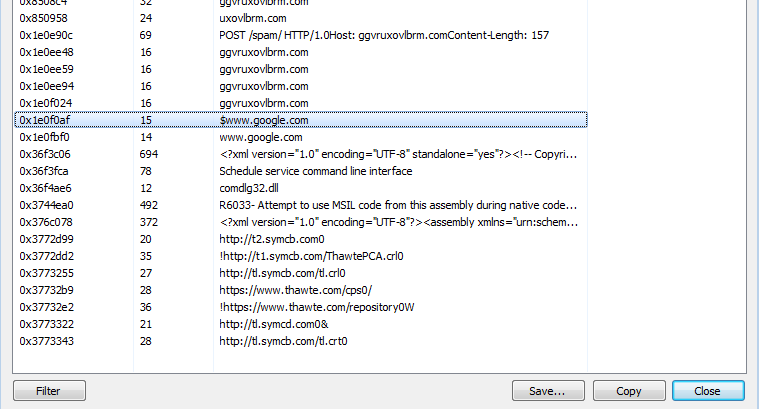 0x8508c4 32 ggvruxovlbrm.com
0x850958 24 uxovlbrm.com
0x1e0e90c 69 POST /spam/ HTTP/1.0Host: ggvruxovlbrm.comContent-Length: 157
0x1e0ee48 16 ggvruxovlbrm.com
0x1e0ee59 16 ggvruxovlbrm.com
0x1e0ee94 16 ggvruxovlbrm.com
0x1e0f024 16 ggvruxovlbrm.com
0x1e0f0af 15 $www.google.com
0x1e0fbf0 14 www.google.com
0x36f3c06 694 <?xml version="1.0" encoding="UTF-8" standalone="yes"?><!-- Copyri...
0x36f3fca 78 Schedule service command line interface
0x36f4ae6 12 comdlg32.dll
0x3744ea0 492 R6033- Attempt to use MSIL code from this assembly during native code...
0x376c078 372 <?xml version="1.0" encoding="UTF-8"?><assembly xmlns="urn:schem...
0x3772d99 20 http://t2.symcb.com0
0x3772dd2 35 !http://t1.symcb.com/ThawtePCA.crl0
0x3773255 27 http://tl.symcb.com/tl.crl0
0x37732b9 28 https://www.thawte.com/cps0/
0x37732e2 36 !https://www.thawte.com/repository0W
0x3773322 21 http://tl.symcd.com0&
0x3773343 28 http://tl.symcb.com/tl.crt0
Filter Save... Copy Close